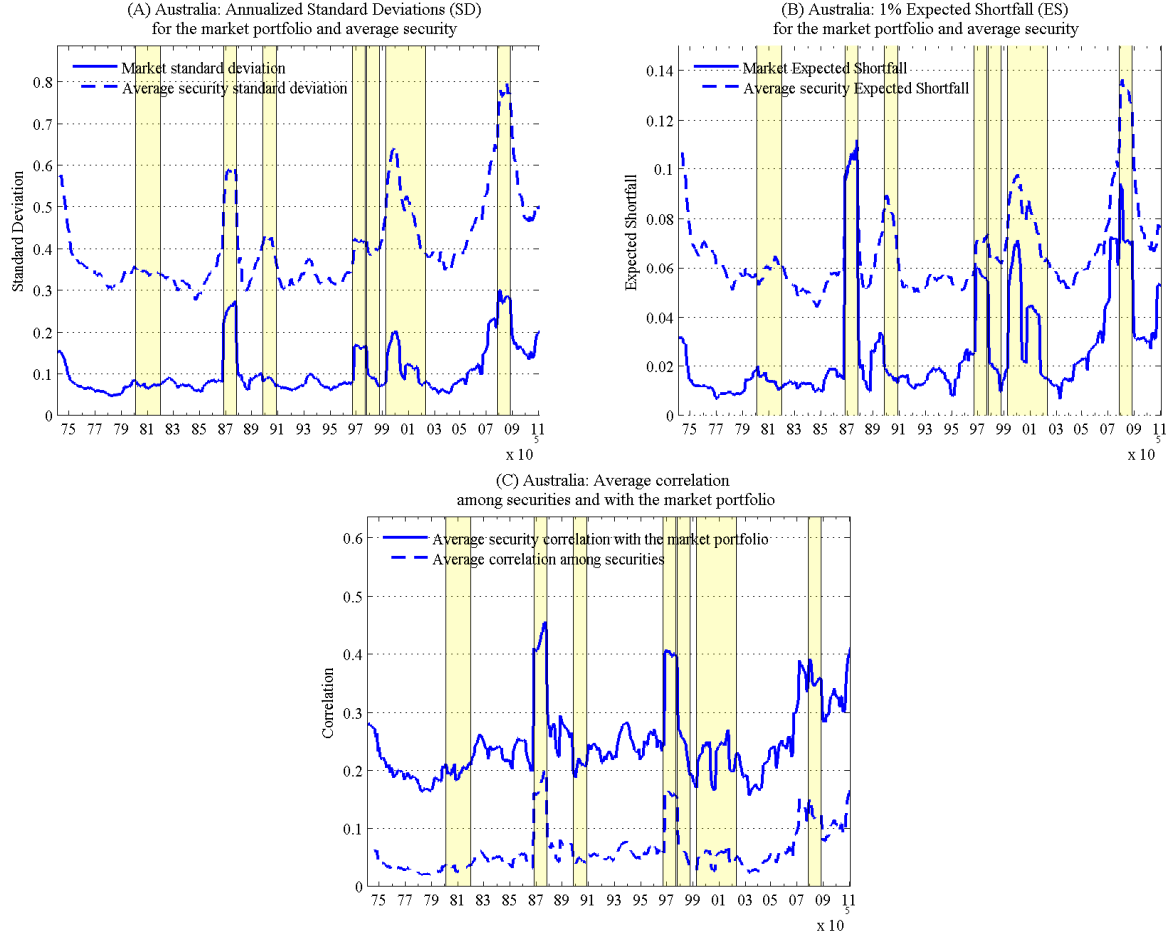 (A) Australia: Annualized Standard Deviations (SD)
for the market portfolio and average security
Market standard deviation
Average security standard deviation
Standard Deviation
0.8
0.7
0.6
0.5
0.4
0.3
0.2
0.1
0
75 77 79 81 83 85 87 89 91 93 95 97 99 01 03 05 07 09 11
x 10
5
(B) Australia: 1% Expected Shortfall (ES)
for the market portfolio and average security
Market Expected Shortfall
Average security Expected Shortfall
Expected Shortfall
0.14
0.12
0.1
0.08
0.06
0.04
0.02
0
75 77 79 81 83 85 87 89 91 93 95 97 99 01 03 05 07 09 11
x 10
5
(C) Australia: Average correlation
among securities and with the market portfolio
Average security correlation with the market portfolio
Average correlation among securities
Correlation
0.6
0.5
0.4
0.3
0.2
0.1
0
75 77 79 81 83 85 87 89 91 93 95 97 99 01 03 05 07 09 11
x 10
5